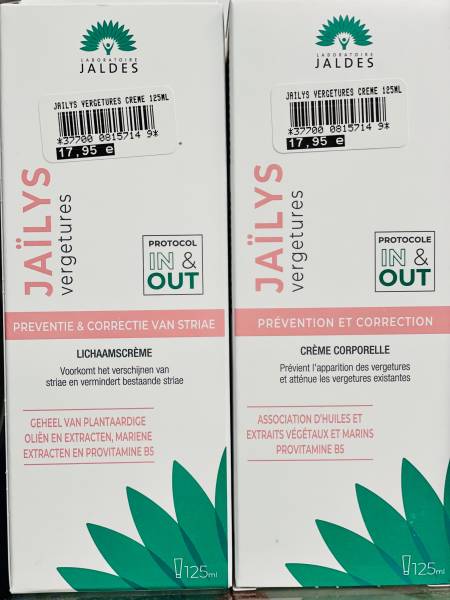 LABORATOIRE
JALDES
JAILYS VERGETURES CREME 125ML
*37700 0815714 9*
17,95 e
JAÏLYS
vergetures
PROTOCOL
IN &
OUT
PREVENTIE & CORRECTIE VAN STRIAE
LICHAAMSCRÈME
Voorkomt het verschijnen van
striae en vermindert bestaande striae
GEHEEL VAN PLANTAARDIGE
OLIËN EN EXTRACTEN, MARIENE
EXTRACTEN EN PROVITAMINE B5
125ml
LABORATOIRE
JALDES
JAILYS VERGETURES CREME 125ML
*37700 0815714 9*
17,95 e
JAÏLYS
vergetures
PROTOCOLE
IN &
OUT
PRÉVENTION ET CORRECTION
CRÈME CORPORELLE
Prévient l'apparition des vergetures
et atténue les vergetures existantes
ASSOCIATION D'HUILES ET
EXTRAITS VÉGÉTAUX ET MARINS
PROVITAMINE B5
125ml